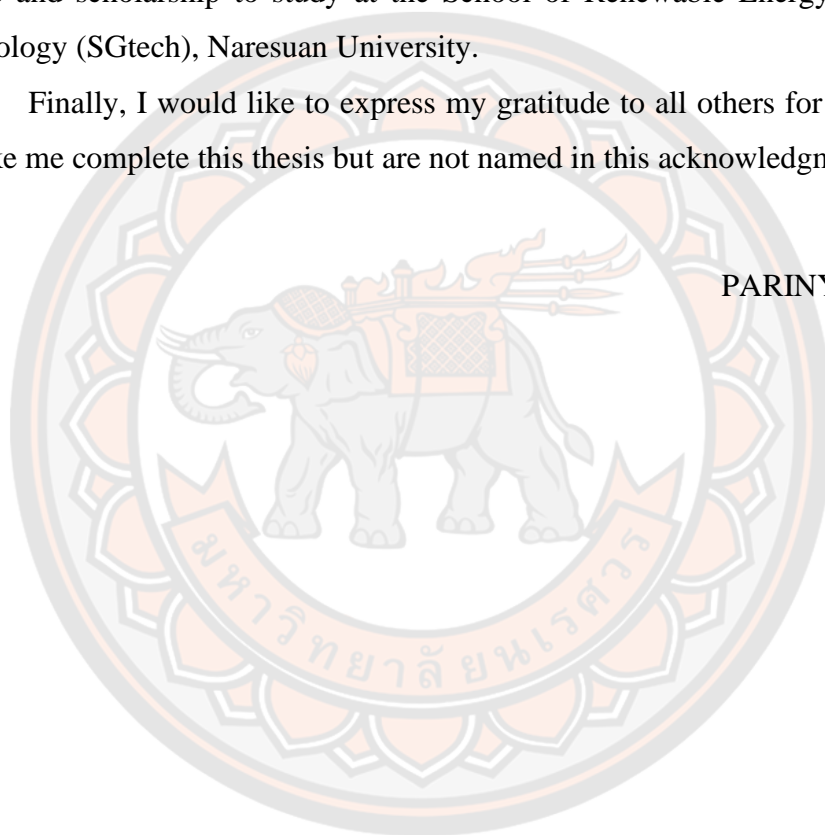 and scholarship to study at the School of Renewable Energy
ology (SGtech), Naresuan University.
Finally, I would like to express my gratitude to all others for
ke me complete this thesis but are not named in this acknowledgn
PARINY
มหาวิทยาลัยนเรศวร